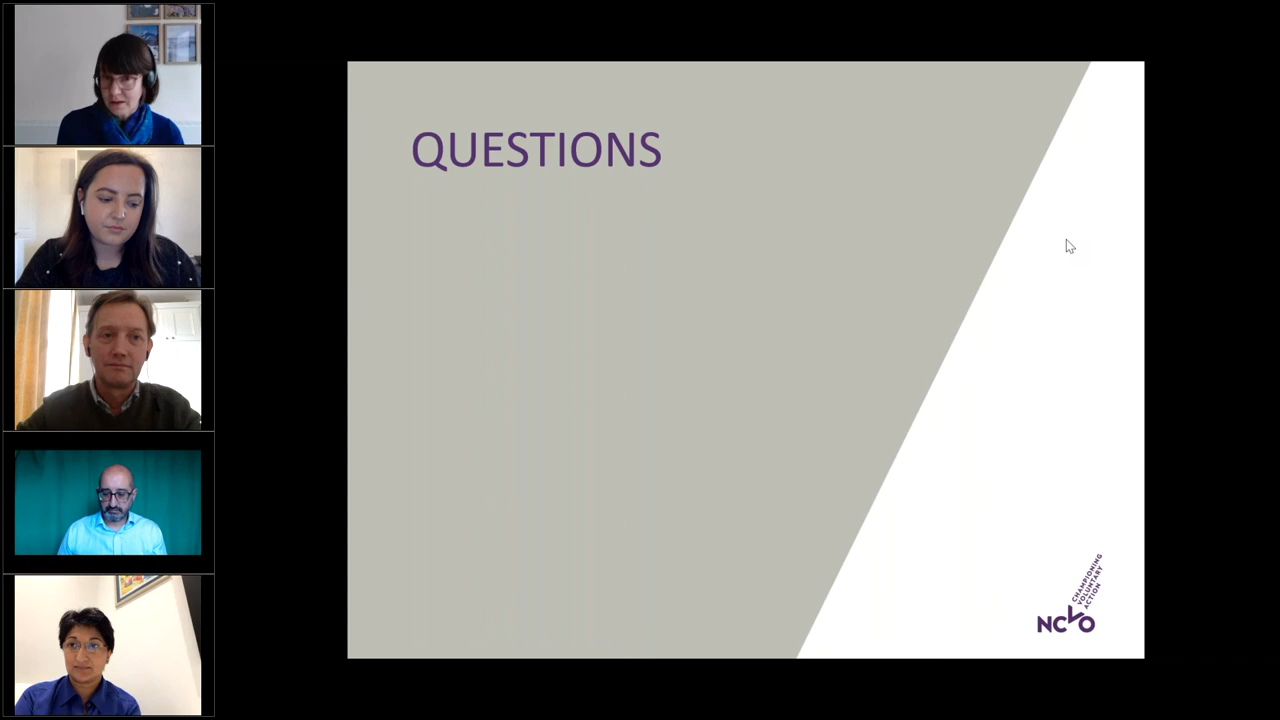 QUESTIONS
CHAMPIONING
VOLUNTARY
ACTION
NCVO